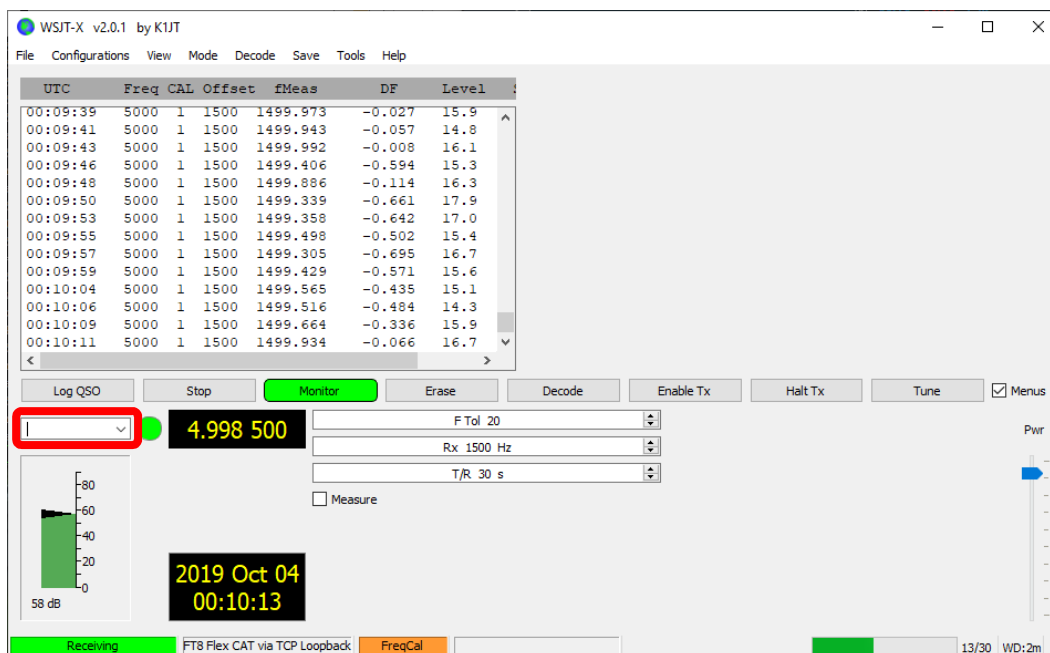 WSJT-X v2.0.1 by K1JT
File Configurations View Mode Decode Save Tools Help
UTC Freq CAL Offset fMeas DF Level
00:09:39 5000 1 1500 1499.973 -0.027 15.9
00:09:41 5000 1 1500 1499.943 -0.057 14.8
00:09:43 5000 1 1500 1499.992 -0.008 16.1
00:09:46 5000 1 1500 1499.406 -0.594 15.3
00:09:48 5000 1 1500 1499.886 -0.114 16.3
00:09:50 5000 1 1500 1499.339 -0.661 17.9
00:09:53 5000 1 1500 1499.358 -0.642 17.0
00:09:55 5000 1 1500 1499.498 -0.502 15.4
00:09:57 5000 1 1500 1499.305 -0.695 16.7
00:09:59 5000 1 1500 1499.429 -0.571 15.6
00:10:04 5000 1 1500 1499.565 -0.435 15.1
00:10:06 5000 1 1500 1499.516 -0.484 14.3
00:10:09 5000 1 1500 1499.664 -0.336 15.9
00:10:11 5000 1 1500 1499.934 -0.066 16.7
Log QSO Stop Monitor Erase Decode Enable Tx Halt Tx Tune Menus
4.998 500
F Tol 20
Rx 1500 Hz
T/R 30 s
Measure
Pwr
80
60
40
20
0
58 dB
2019 Oct 04
00:10:13
Receiving FT8 Flex CAT via TCP Loopback FreqCal 13/30 WD:2m